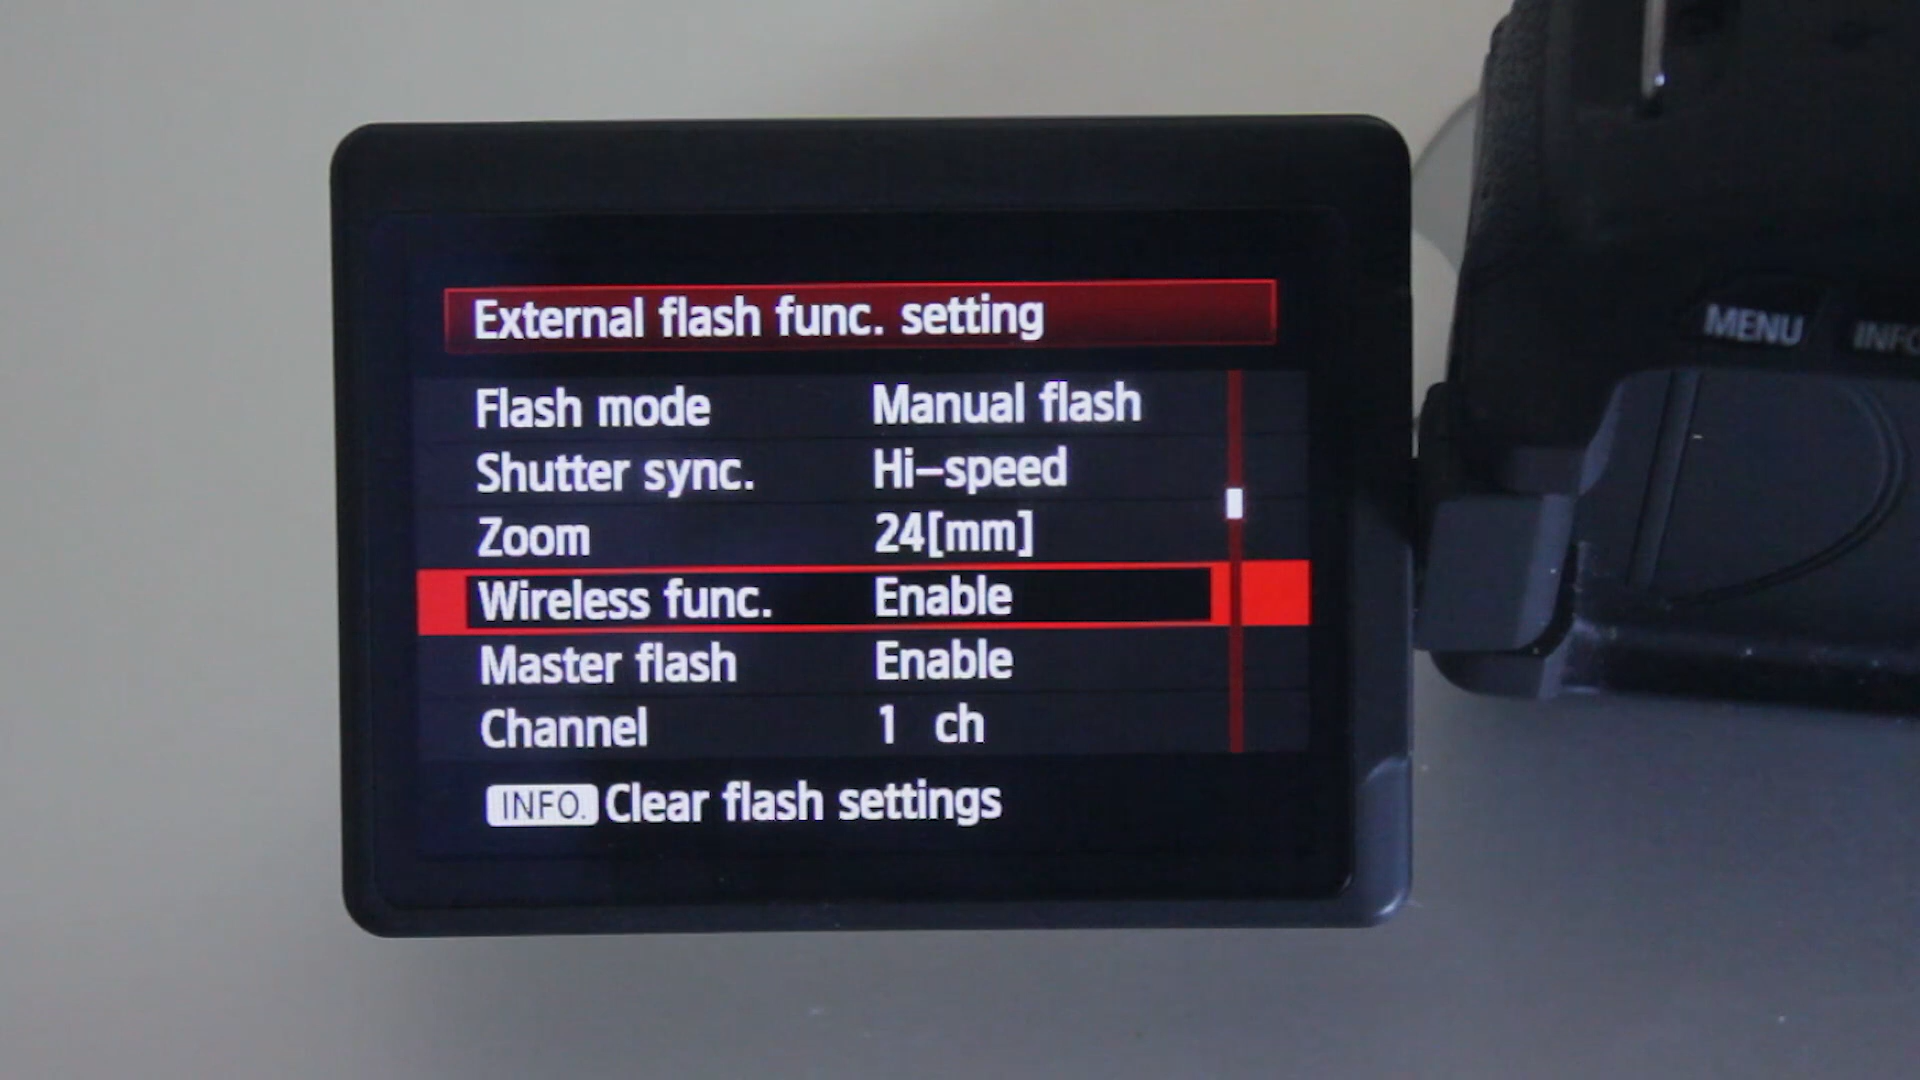 External flash func. setting
Flash mode Manual flash
Shutter sync. Hi-speed
Zoom 24[mm]
Wireless func. Enable
Master flash Enable
Channel 1 ch
INFO. Clear flash settings
MENU